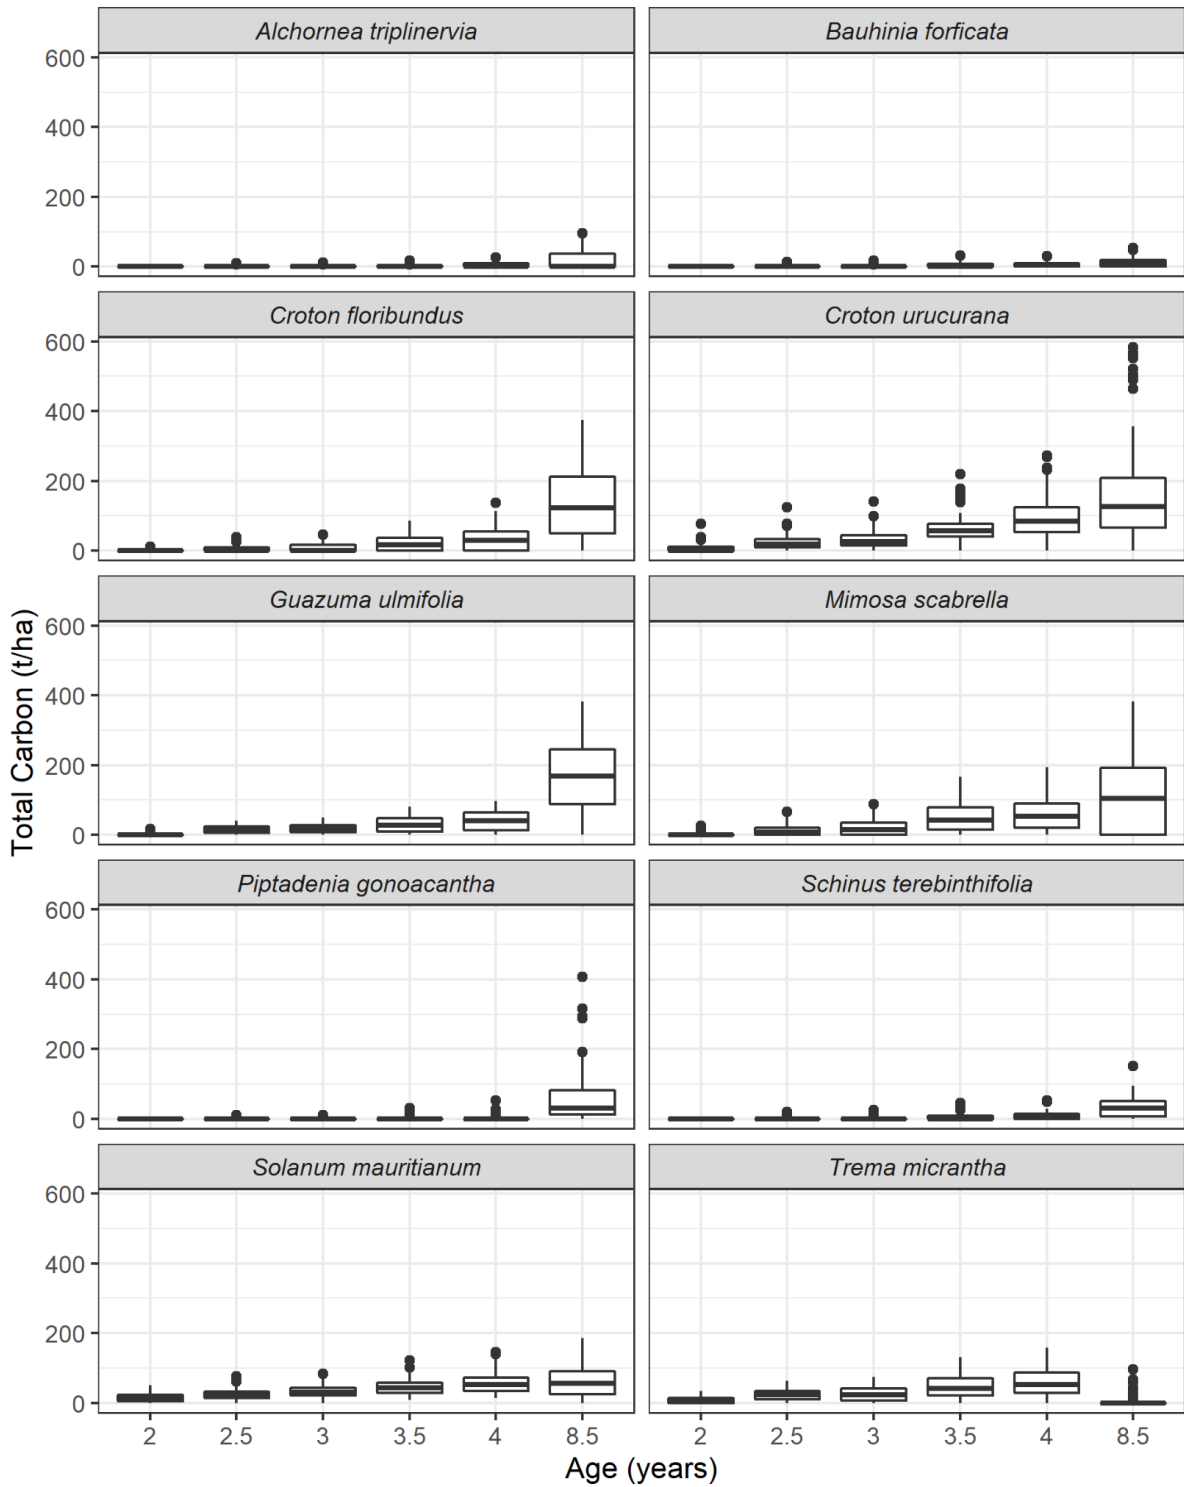 Alchornea triplinervia
Bauhinia forficata
600
400
200
0
Croton floribundus
Croton urucurana
600
400
200
0
Guazuma ulmifolia
Mimosa scabrella
600
400
200
0
Total Carbon (t/ha)
Piptadenia gonoacantha
Schinus terebinthifolia
600
400
200
0
Solanum mauritianum
Trema micrantha
600
400
200
0
2 2.5 3 3.5 4 8.5
2 2.5 3 3.5 4 8.5
Age (years)